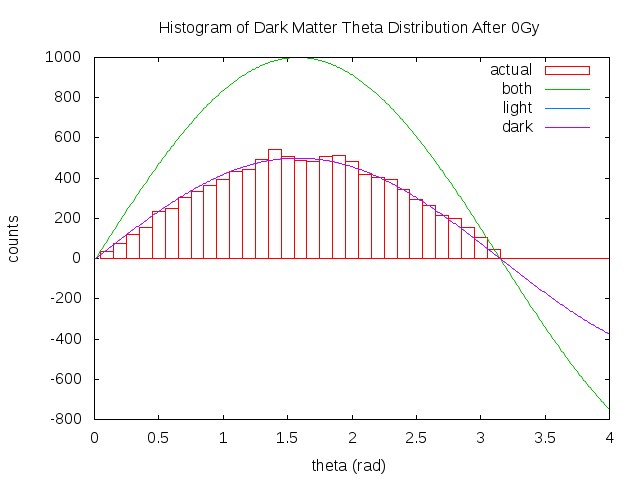 Histogram of Dark Matter Theta Distribution After 0Gy
actual
both
light
dark
1000
800
600
400
200
0
-200
-400
-600
-800
counts
0 0.5 1 1.5 2 2.5 3 3.5 4
theta (rad)